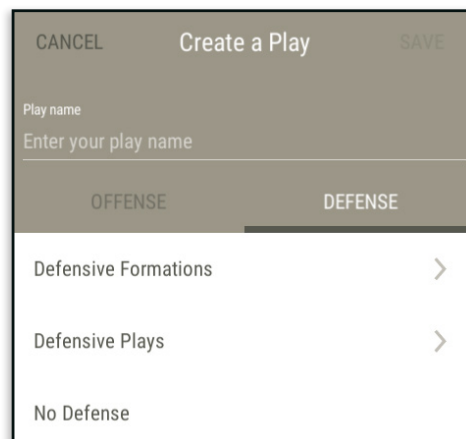 CANCEL Create a Play SAVE
Play name
Enter your play name
OFFENSE DEFENSE
Defensive Formations
Defensive Plays
No Defense